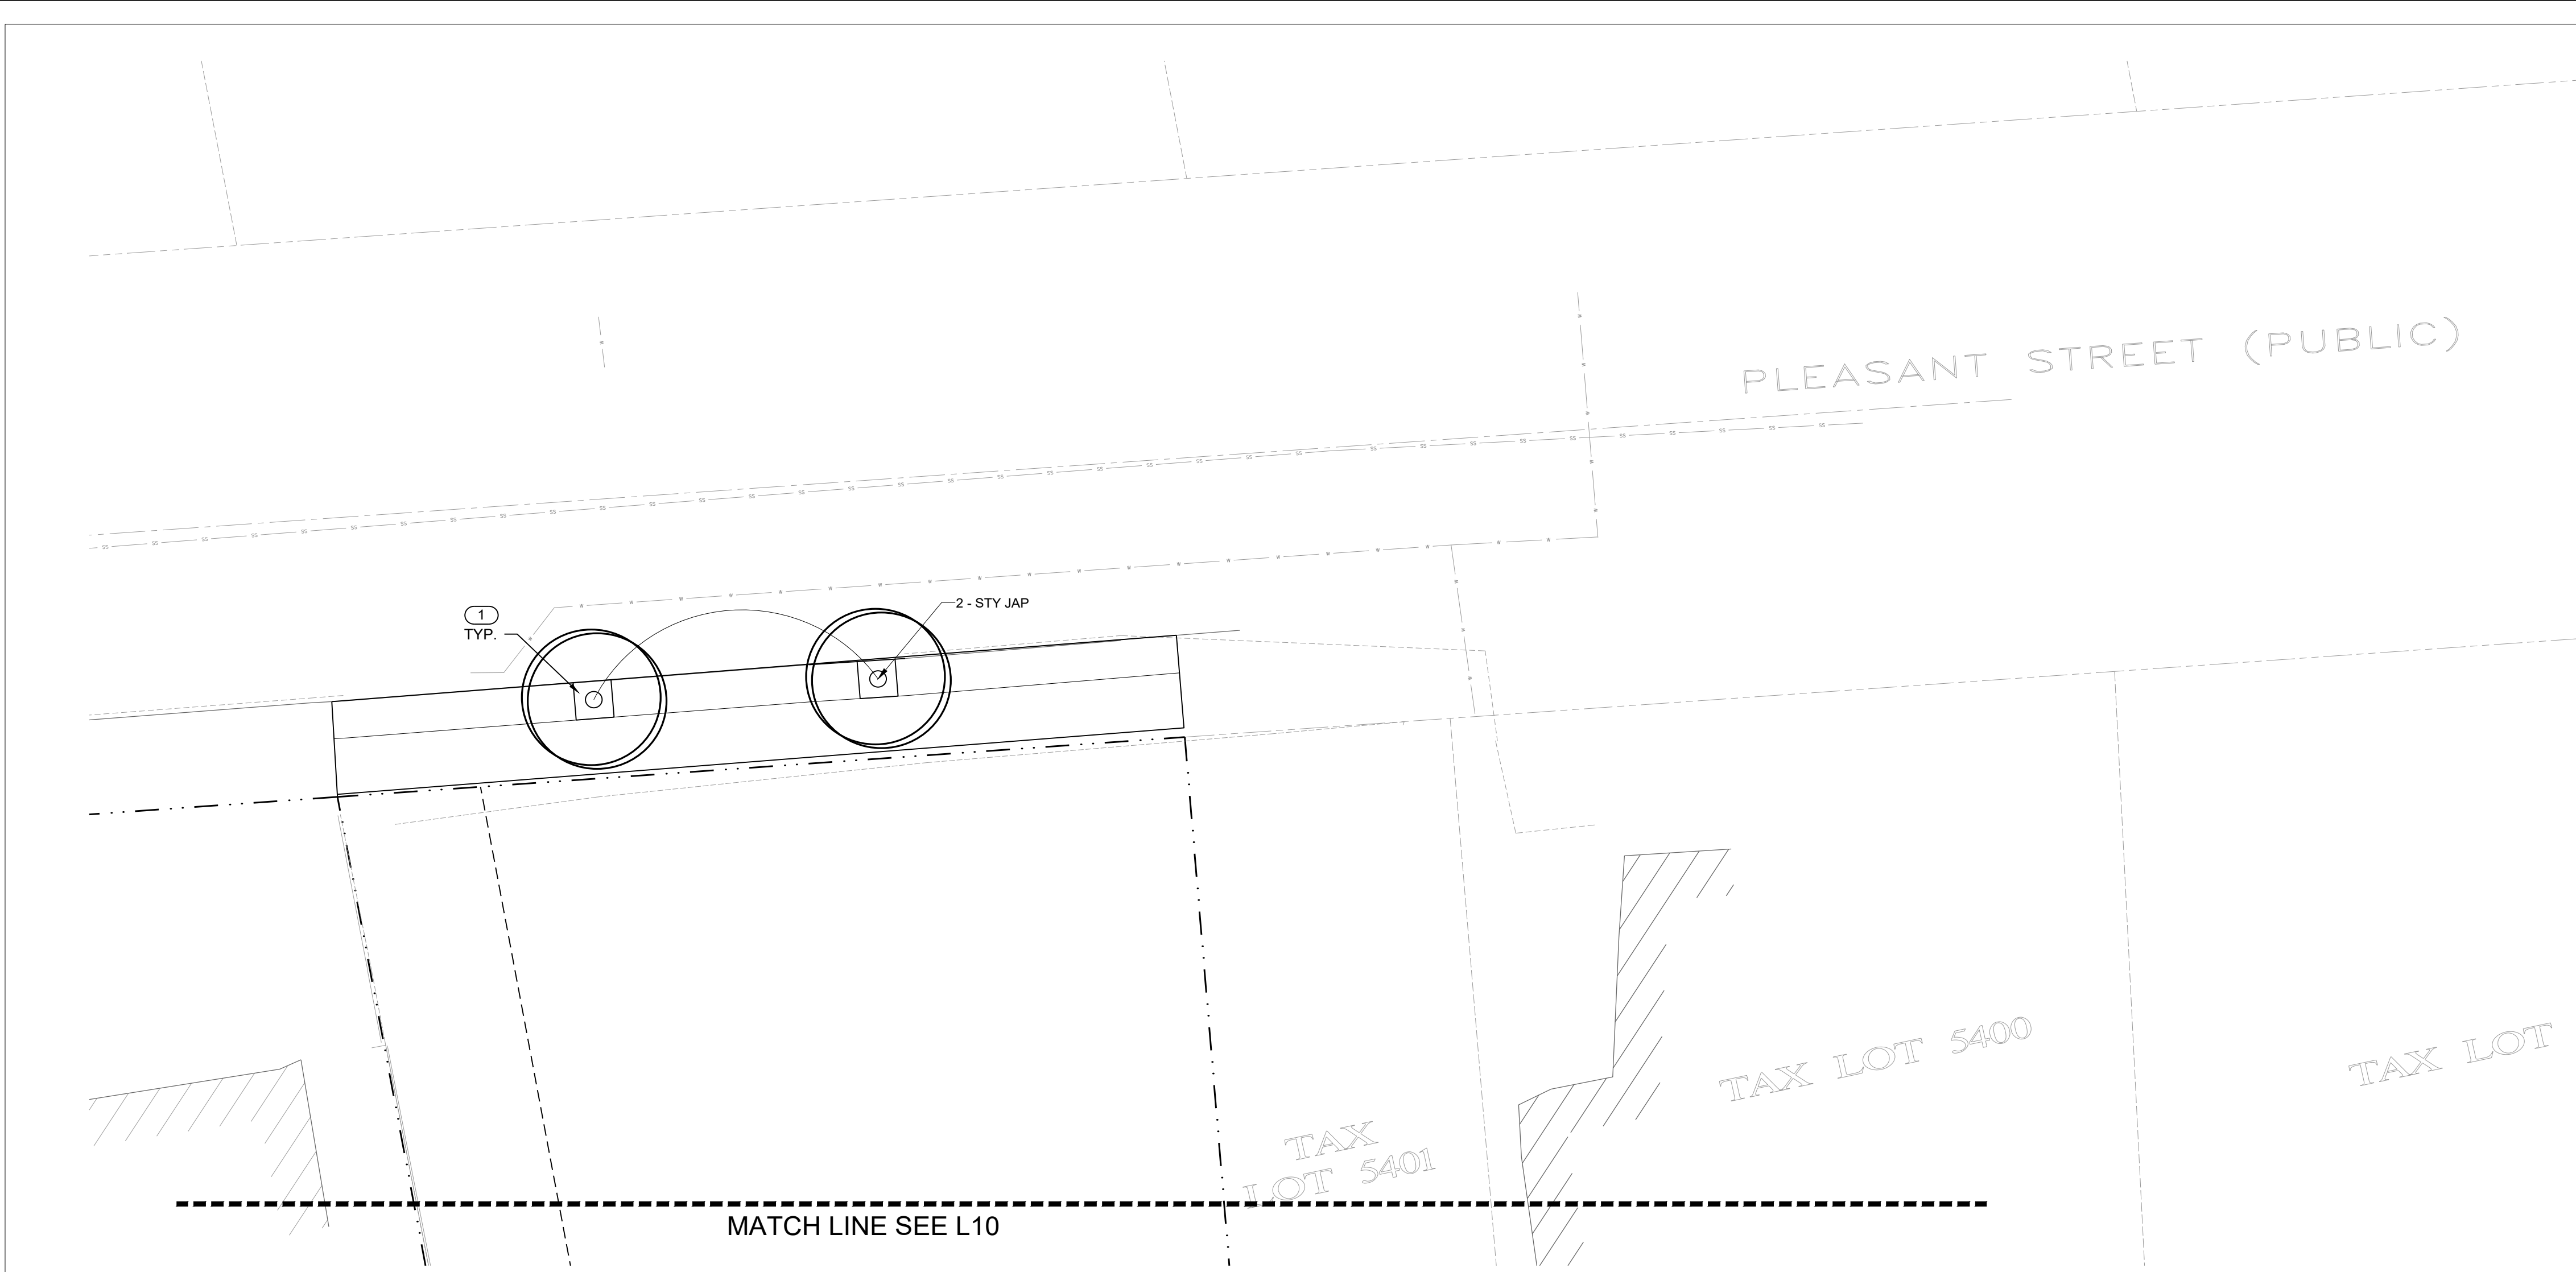 PLEASANT STREET (PUBLIC)
1
TYP.
2 - STY JAP
TAX LOT 5400
TAX LOT
TAX
LOT 5401
MATCH LINE SEE L10